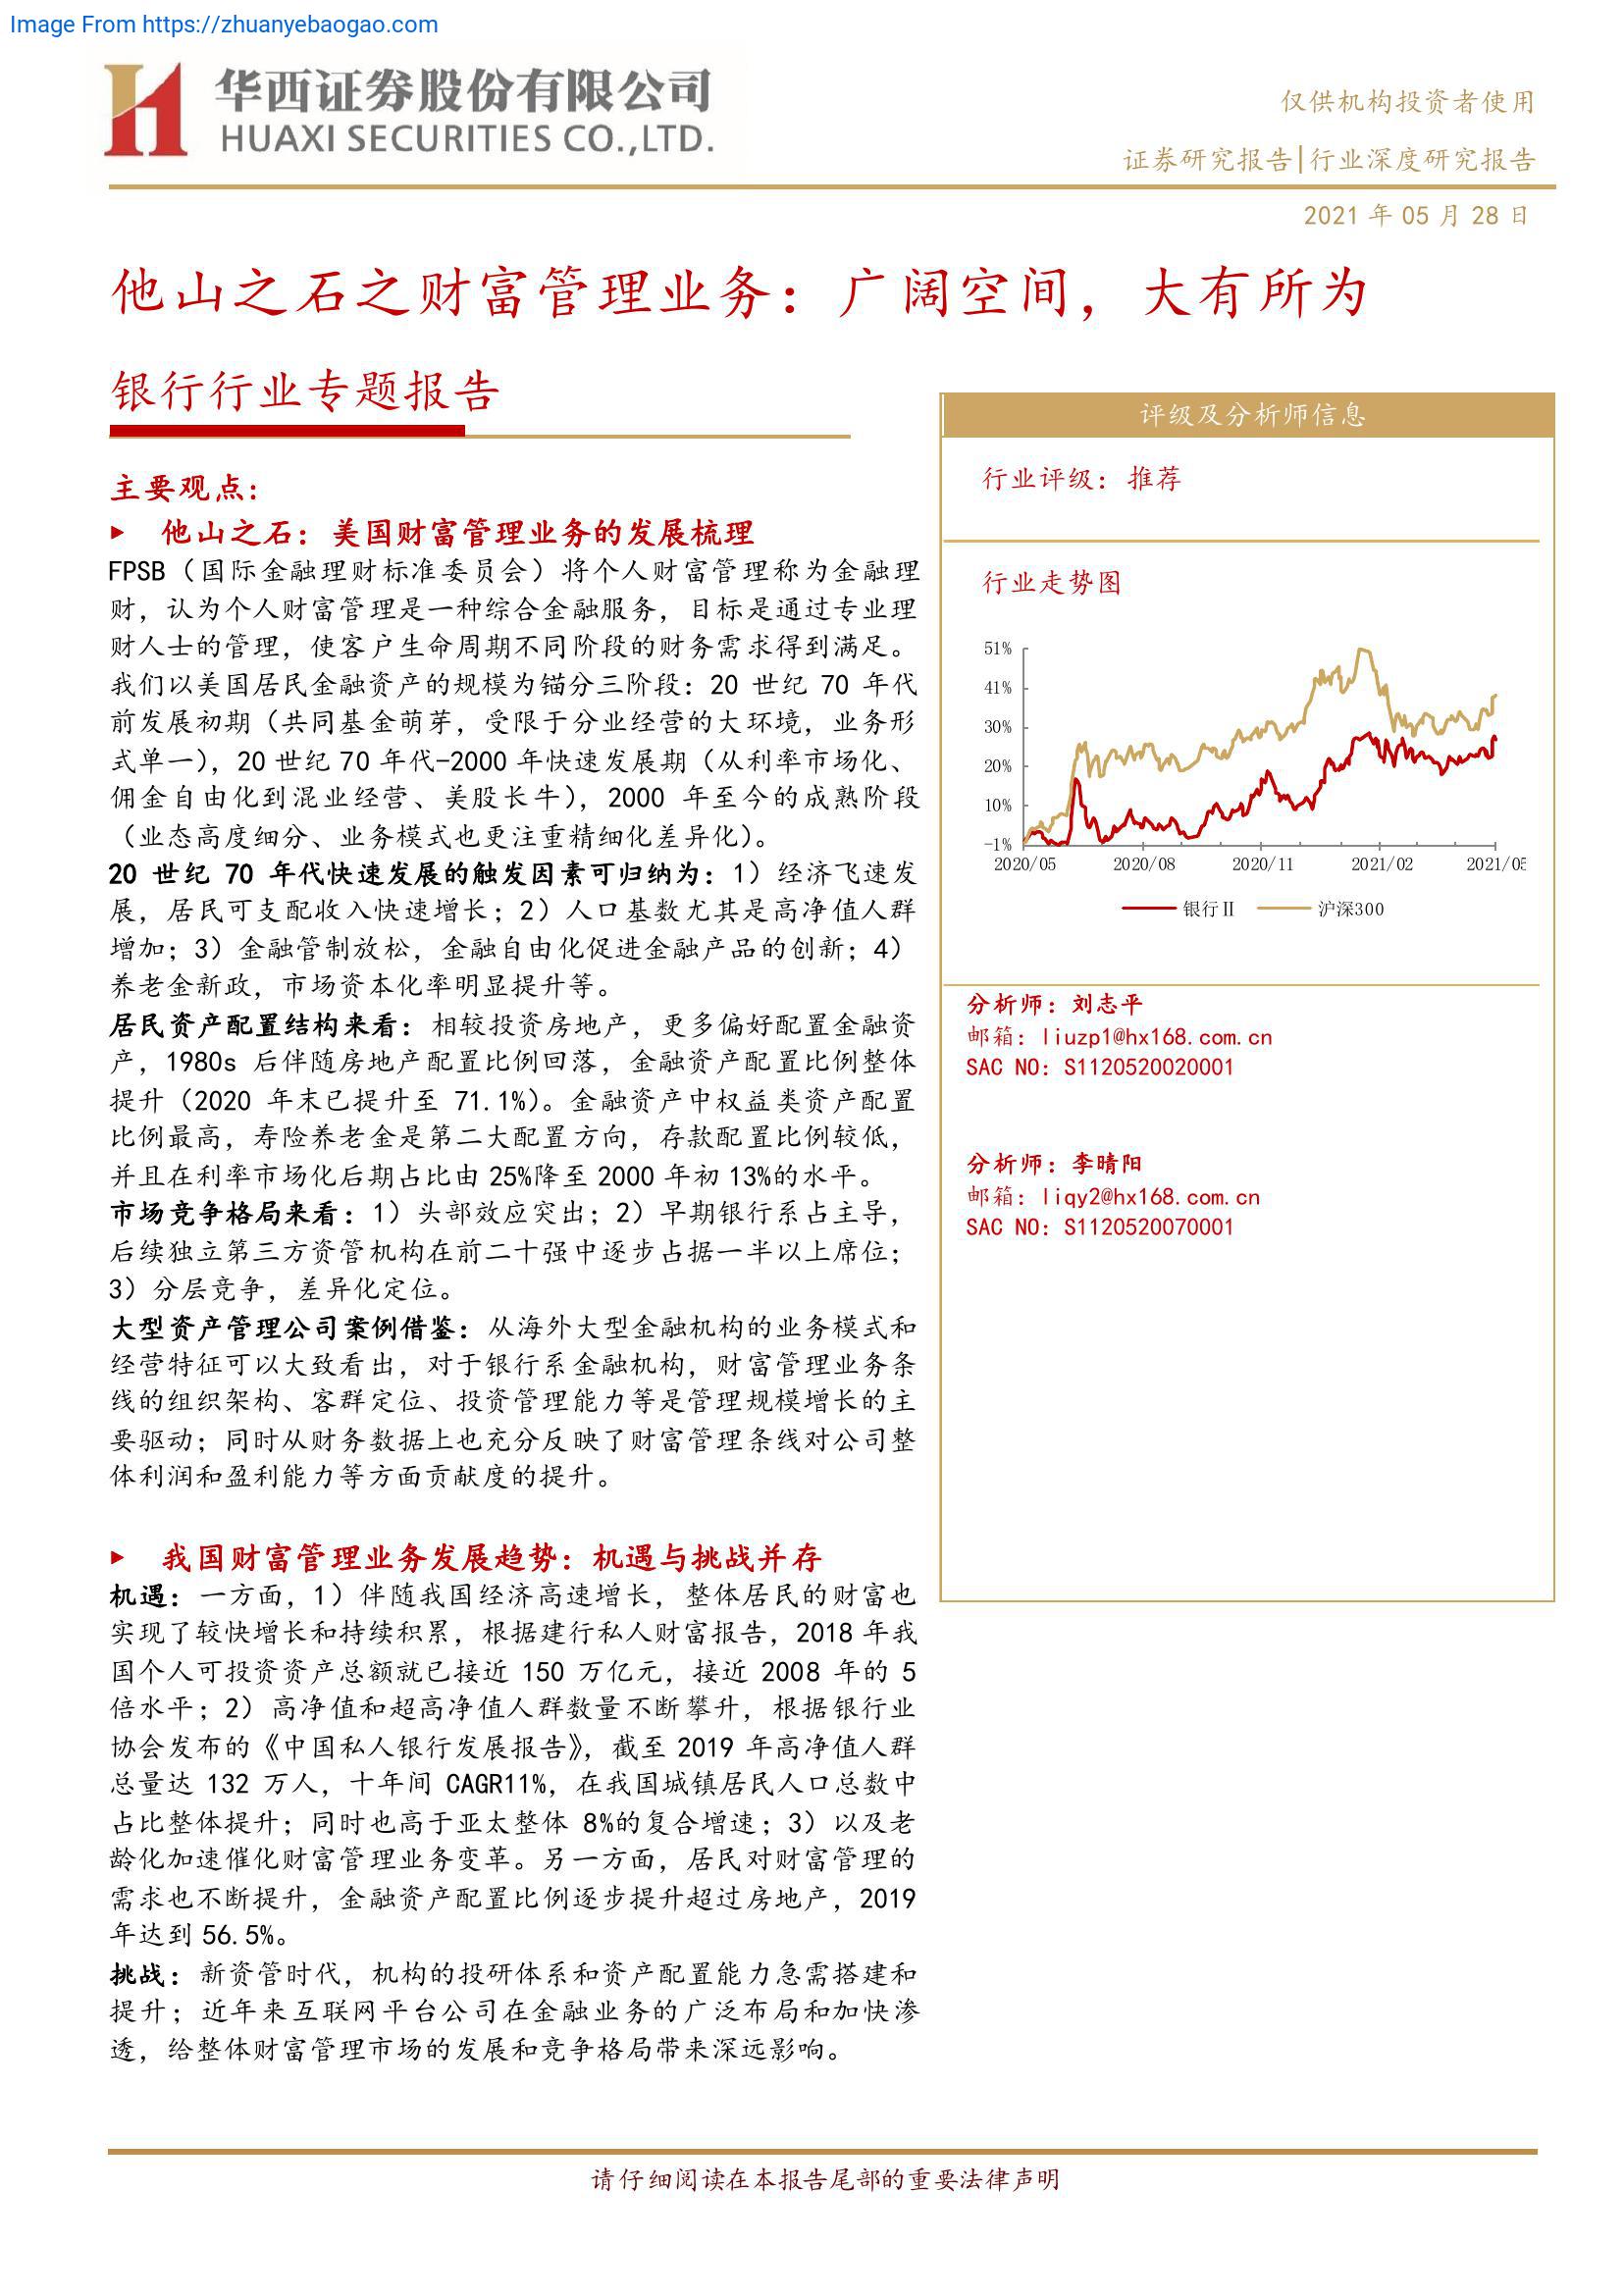 Image From https://zhuanyebaogao.com
华西证券股份有限公司
HUAXI SECURITIES CO.,LTD.
仅供机构投资者使用
证券研究报告|行业深度研究报告
2021 年 05 月 28 日
他山之石之财富管理业务：广阔空间，大有所为
银行行业专题报告
主要观点：
► 他山之石：美国财富管理业务的发展梳理
FPSB（国际金融理财标准委员会）将个人财富管理称为金融理
财，认为个人财富管理是一种综合金融服务，目标是通过专业理
财人士的管理，使客户生命周期不同阶段的财务需求得到满足。
我们以美国居民金融资产的规模为锚分三阶段：20 世纪 70 年代
前发展初期（共同基金萌芽，受限于分业经营的大环境，业务形
式单一），20 世纪 70 年代-2000 年快速发展期（从利率市场化、
佣金自由化到混业经营、美股长牛），2000 年至今的成熟阶段
（业态高度细分、业务模式也更注重精细化差异化）。
20 世纪 70 年代快速发展的触发因素可归纳为：1）经济飞速发
展，居民可支配收入快速增长；2）人口基数尤其是高净值人群
增加；3）金融管制放松，金融自由化促进金融产品的创新；4）
养老金新政，市场资本化率明显提升等。
居民资产配置结构来看：相较投资房地产，更多偏好配置金融资
产，1980s 后伴随房地产配置比例回落，金融资产配置比例整体
提升（2020 年末已提升至 71.1%）。金融资产中权益类资产配置
比例最高，寿险养老金是第二大配置方向，存款配置比例较低，
并且在利率市场化后期占比由 25%降至 2000 年初 13%的水平。
市场竞争格局来看：1）头部效应突出；2）早期银行系占主导，
后续独立第三方资管机构在前二十强中逐步占据一半以上席位；
3）分层竞争，差异化定位。
大型资产管理公司案例借鉴：从海外大型金融机构的业务模式和
经营特征可以大致看出，对于银行系金融机构，财富管理业务条
线的组织架构、客群定位、投资管理能力等是管理规模增长的主
要驱动；同时从财务数据上也充分反映了财富管理条线对公司整
体利润和盈利能力等方面贡献度的提升。
► 我国财富管理业务发展趋势：机遇与挑战并存
机遇：一方面，1）伴随我国经济高速增长，整体居民的财富也
实现了较快增长和持续积累，根据建行私人财富报告，2018 年我
国个人可投资资产总额就已接近 150 万亿元，接近 2008 年的 5
倍水平；2）高净值和超高净值人群数量不断攀升，根据银行业
协会发布的《中国私人银行发展报告》，截至 2019 年高净值人群
总量达 132 万人，十年间 CAGR11%，在我国城镇居民人口总数中
占比整体提升；同时也高于亚太整体 8%的复合增速；3）以及老
龄化加速催化财富管理业务变革。另一方面，居民对财富管理的
需求也不断提升，金融资产配置比例逐步提升超过房地产，2019
年达到 56.5%。
挑战：新资管时代，机构的投研体系和资产配置能力急需搭建和
提升；近年来互联网平台公司在金融业务的广泛布局和加快渗
透，给整体财富管理市场的发展和竞争格局带来深远影响。
评级及分析师信息
行业评级：推荐
行业走势图
51%
41%
30%
20%
10%
-1%
2020/05 2020/08 2020/11 2021/02 2021/05
银行II 沪深300
分析师：刘志平
邮箱：liuzp1@hx168.com.cn
SAC NO：S1120520020001
分析师：李晴阳
邮箱：liqy2@hx168.com.cn
SAC NO：S1120520070001
请仔细阅读在本报告尾部的重要法律声明